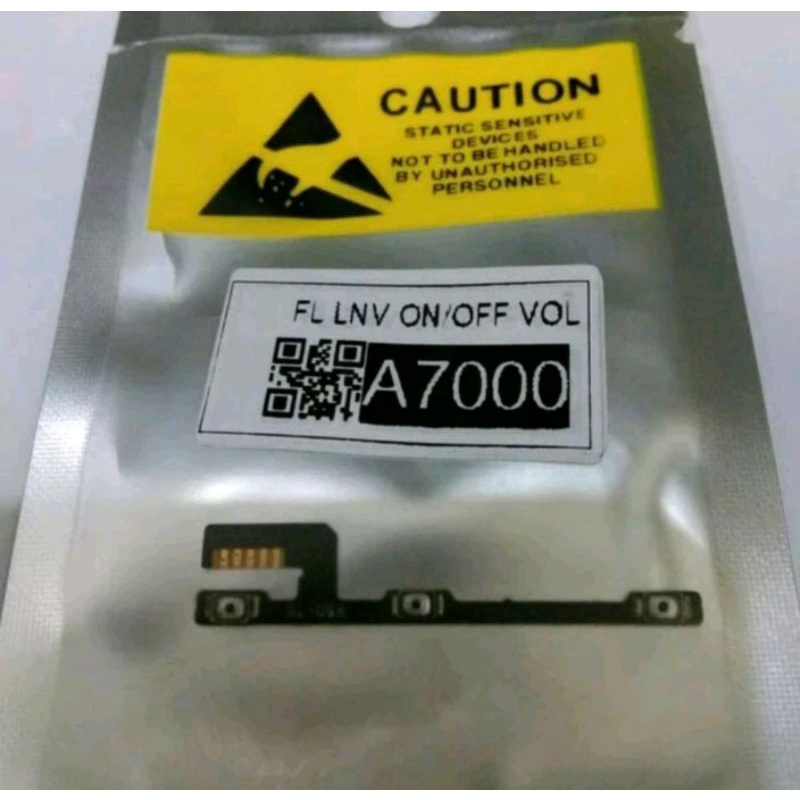 CAUTION
STATIC SENSITIVE
DEVICES
NOT TO BE HANDLED
BY UNAUTHORISED
PERSONNEL
FL LNV ON/OFF VOL
A7000